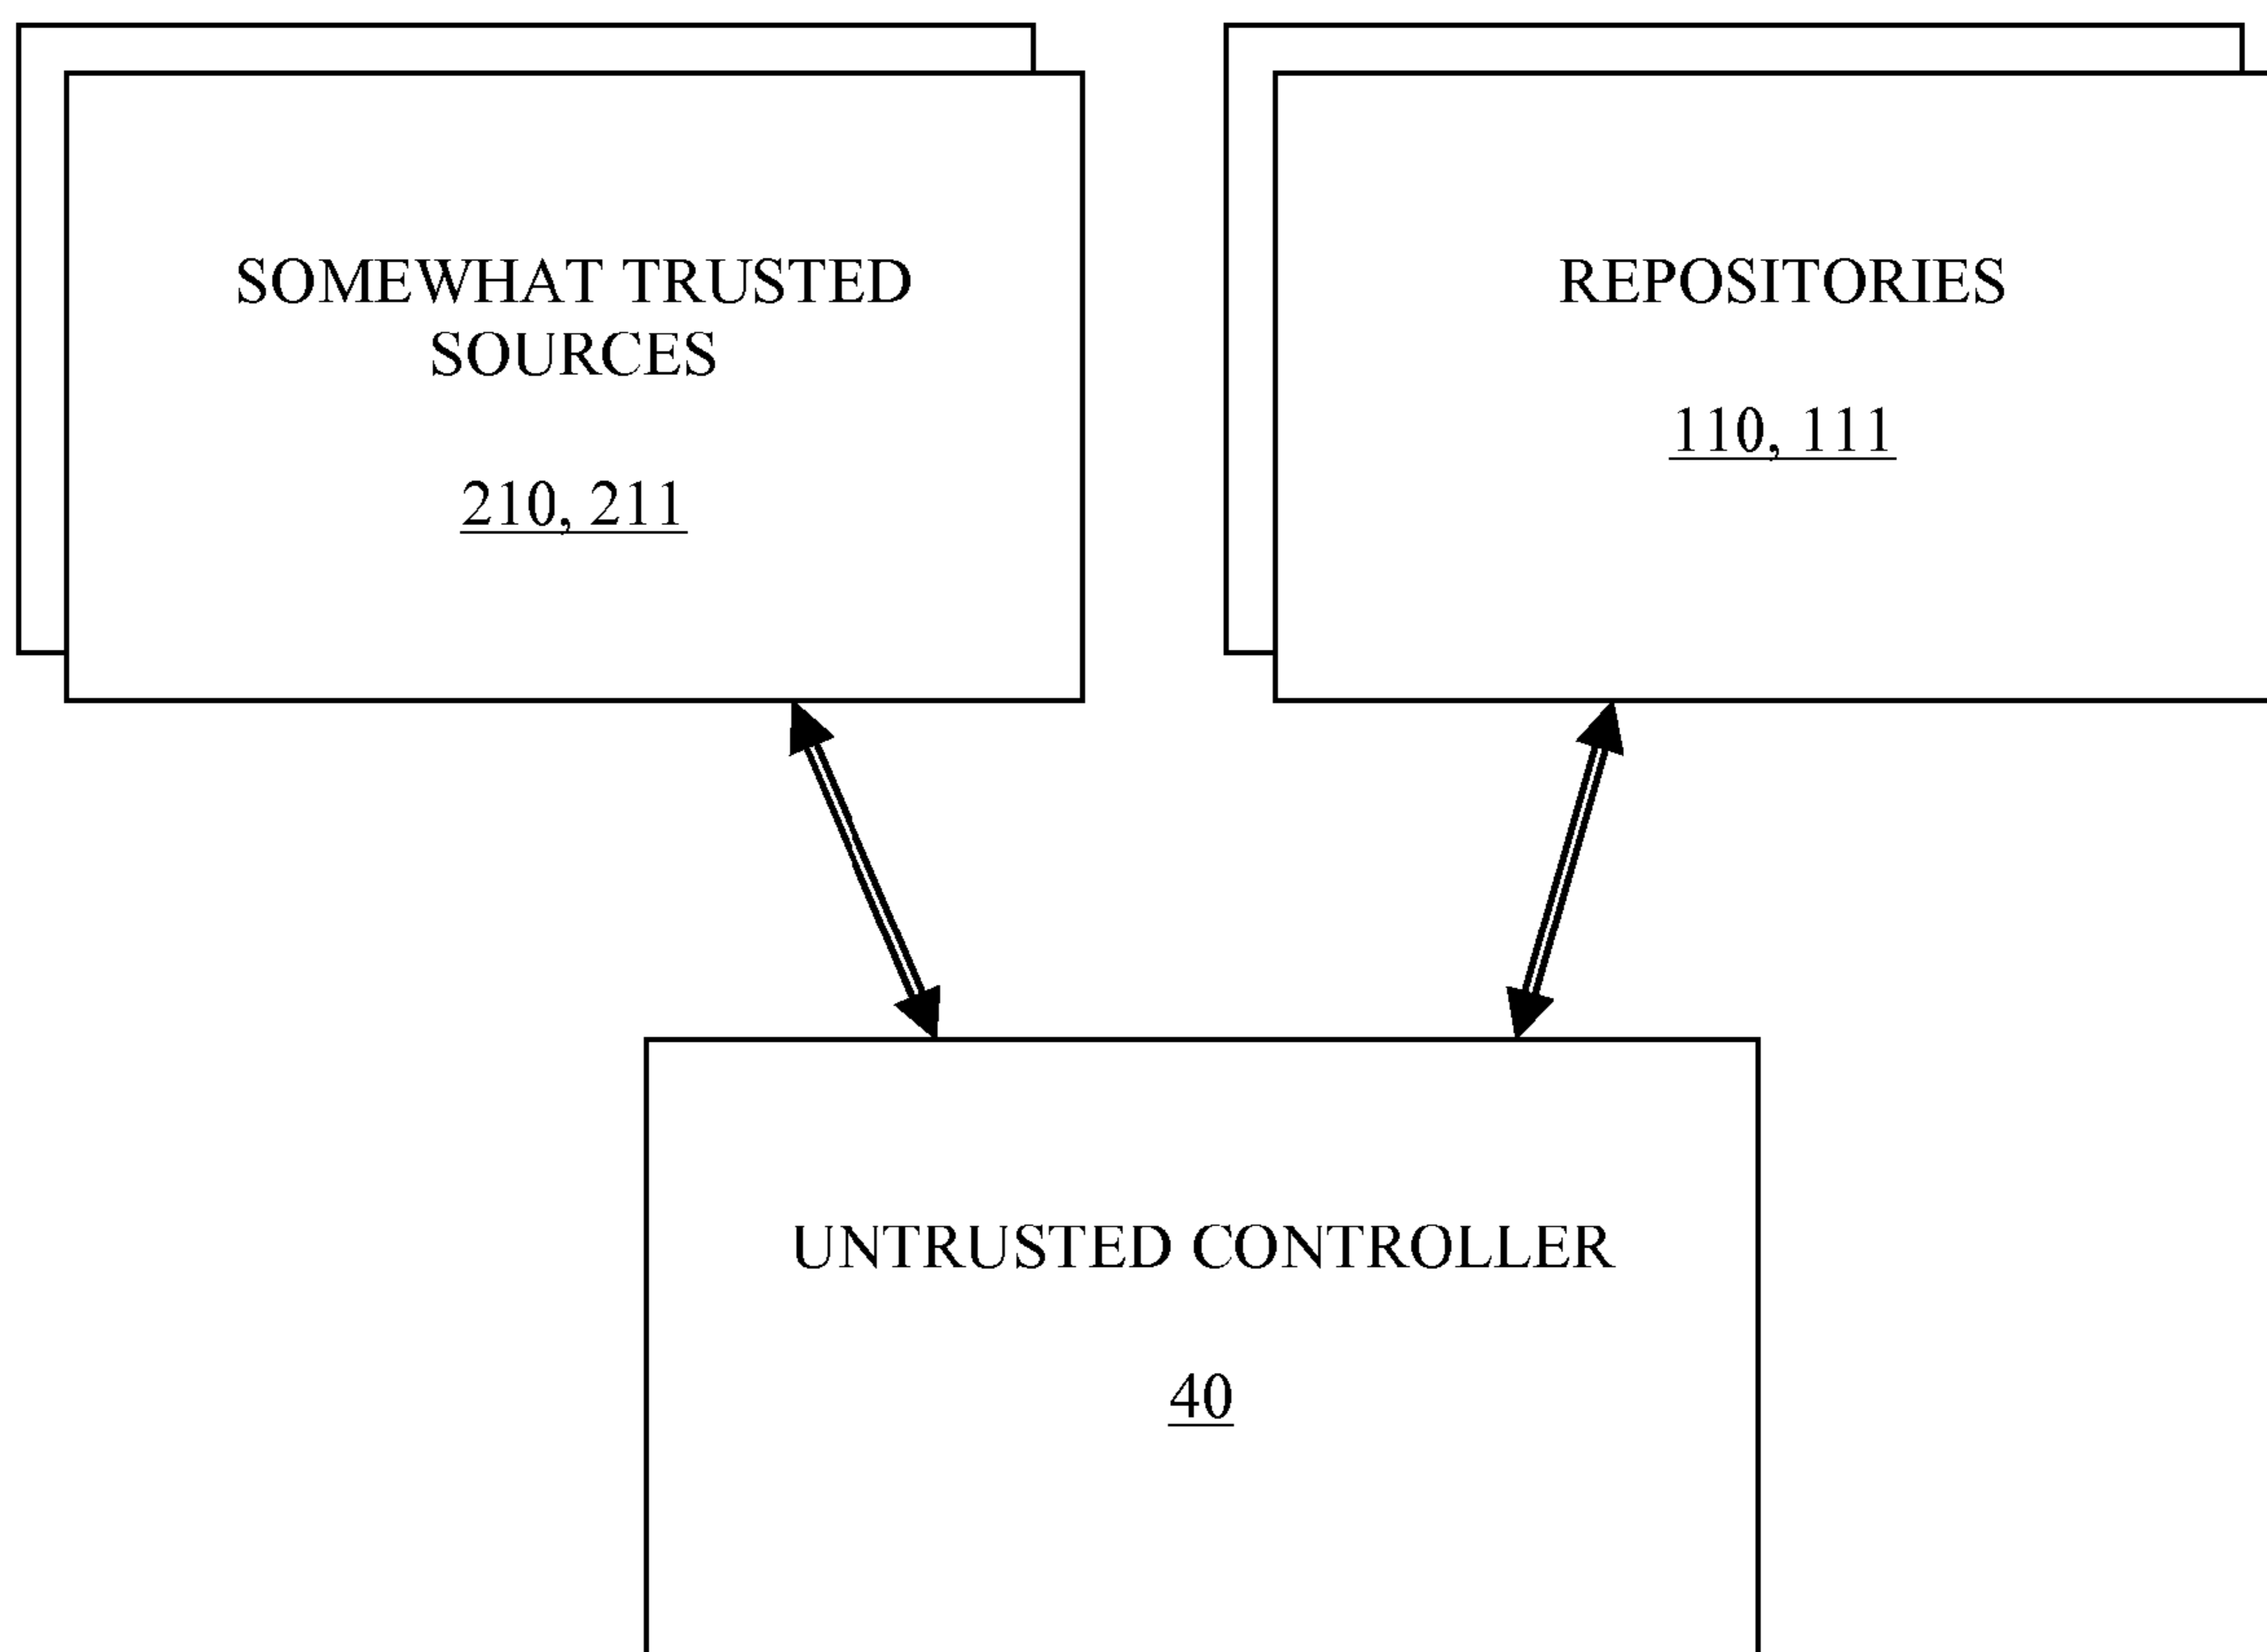 SOMEWHAT TRUSTED
SOURCES
210, 211
REPOSITORIES
110, 111
UNTRUSTED CONTROLLER
40